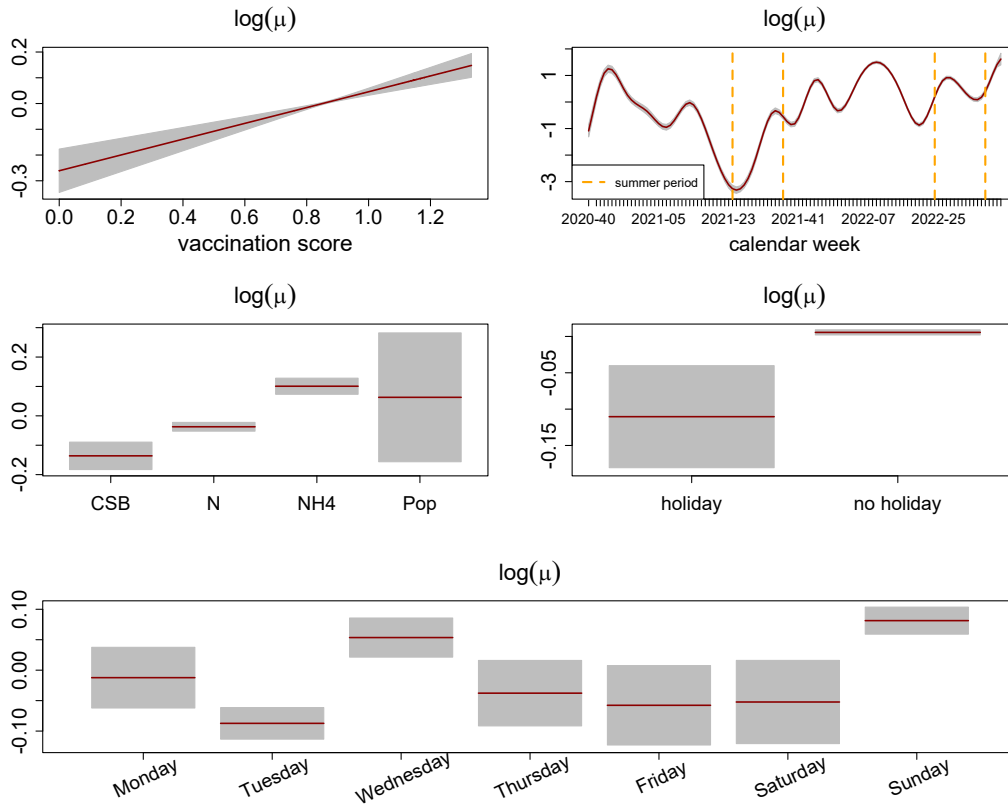 log(μ)
0.2
0.0
-0.3
0.0 0.2 0.4 0.6 0.8 1.0 1.2
vaccination score
log(μ)
1
-1
-3
summer period
2020-40 2021-05 2021-23 2021-41 2022-07 2022-25
calendar week
log(μ)
0.2
0.0
-0.2
CSB N NH4 Pop
log(μ)
-0.05
-0.15
holiday no holiday
log(μ)
0.10
0.00
-0.10
Monday Tuesday Wednesday Thursday Friday Saturday Sunday